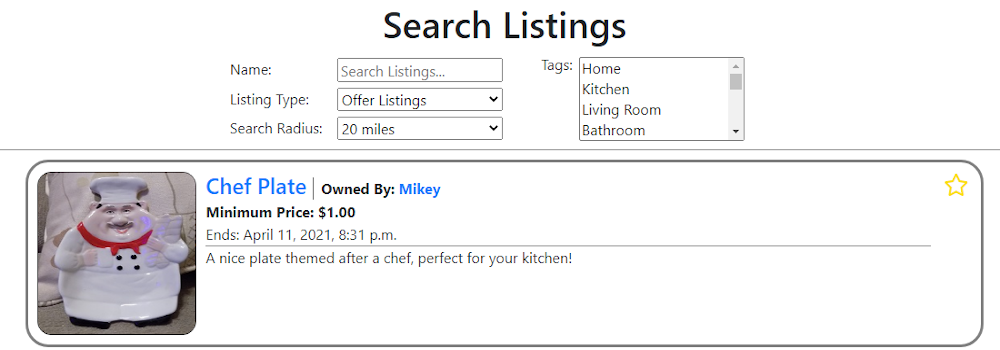 Search Listings
Name:
Search Listings...
Listing Type:
Offer Listings
Search Radius:
20 miles
Tags:
Home
Kitchen
Living Room
Bathroom
Chef Plate | Owned By: Mikey
Minimum Price: $1.00
Ends: April 11, 2021, 8:31 p.m.
A nice plate themed after a chef, perfect for your kitchen!